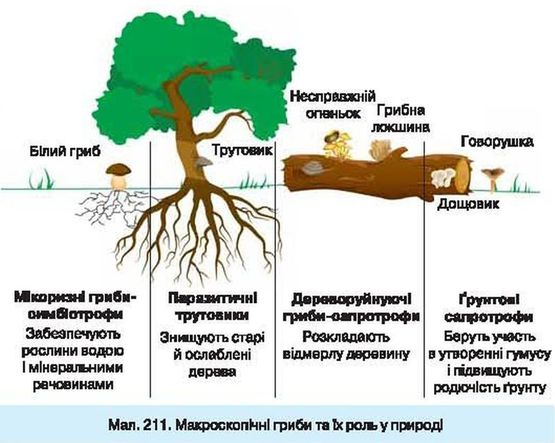 Несправжній
опеньок
Грибна
локшина
Білий гриб
Трутовик
Говорушка
Дощовик
Мікоризні гриби-
симбіотрофи
Забезпечують
рослини водою
і мінеральними
речовинами
Паразитичні
трутовики
Знищують старі
й ослаблені
дерева
Дереворуйнуючі
гриби-сапротрофи
Розкладають
відмерлу деревину
Ґрунтові
сапротрофи
Беруть участь
в утворенні гумусу
і підвищують
родючість ґрунту
Мал. 211. Макроскопічні гриби та їх роль у природі